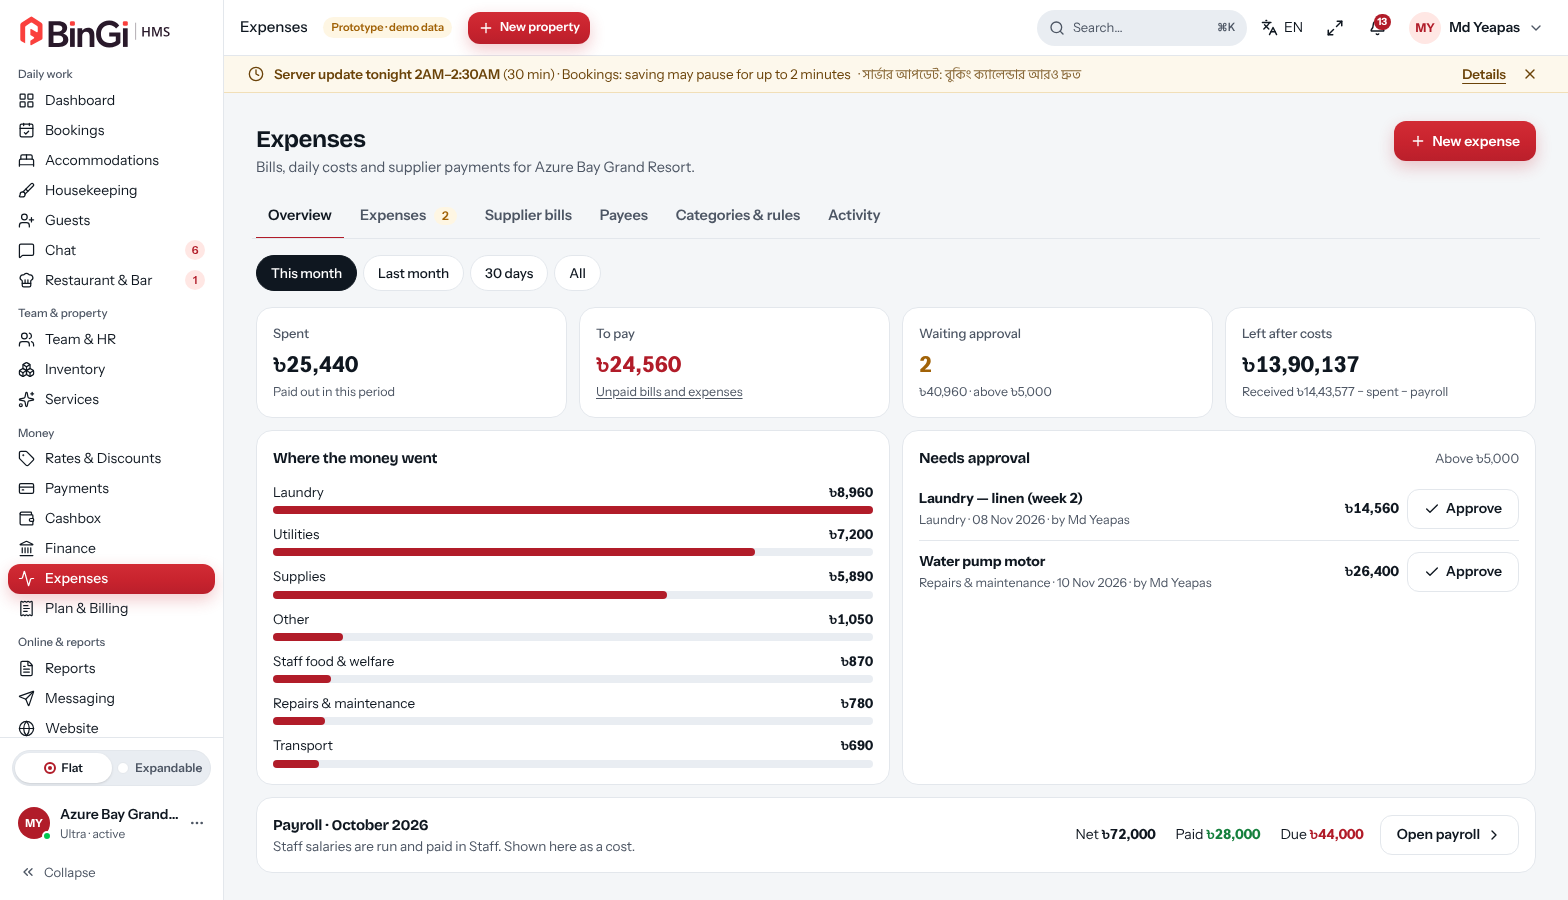 BinGi HMS
Daily work
Dashboard
Bookings
Accommodations
Housekeeping
Guests
Chat 6
Restaurant & Bar 1
Team & property
Team & HR
Inventory
Services
Money
Rates & Discounts
Payments
Cashbox
Finance
Expenses
Plan & Billing
Online & reports
Reports
Messaging
Website
Flat Expandable
MY Azure Bay Grand...
Ultra · active
Collapse
Expenses Prototype · demo data + New property Search... ⌘K EN 13 MY Md Yeapas
Server update tonight 2AM–2:30AM (30 min) · Bookings: saving may pause for up to 2 minutes · সার্ভার আপডেট: বুকিং ক্যালেন্ডার আরও দ্রুত Details
Expenses
Bills, daily costs and supplier payments for Azure Bay Grand Resort.
+ New expense
Overview Expenses 2 Supplier bills Payees Categories & rules Activity
This month Last month 30 days All
Spent
৳25,440
Paid out in this period
To pay
৳24,560
Unpaid bills and expenses
Waiting approval
2
৳40,960 · above ৳5,000
Left after costs
৳13,90,137
Received ৳14,43,577 − spent − payroll
Where the money went
Laundry ৳8,960
Utilities ৳7,200
Supplies ৳5,890
Other ৳1,050
Staff food & welfare ৳870
Repairs & maintenance ৳780
Transport ৳690
Needs approval Above ৳5,000
Laundry — linen (week 2)
Laundry · 08 Nov 2026 · by Md Yeapas
৳14,560 Approve
Water pump motor
Repairs & maintenance · 10 Nov 2026 · by Md Yeapas
৳26,400 Approve
Payroll · October 2026
Staff salaries are run and paid in Staff. Shown here as a cost.
Net ৳72,000 Paid ৳28,000 Due ৳44,000 Open payroll